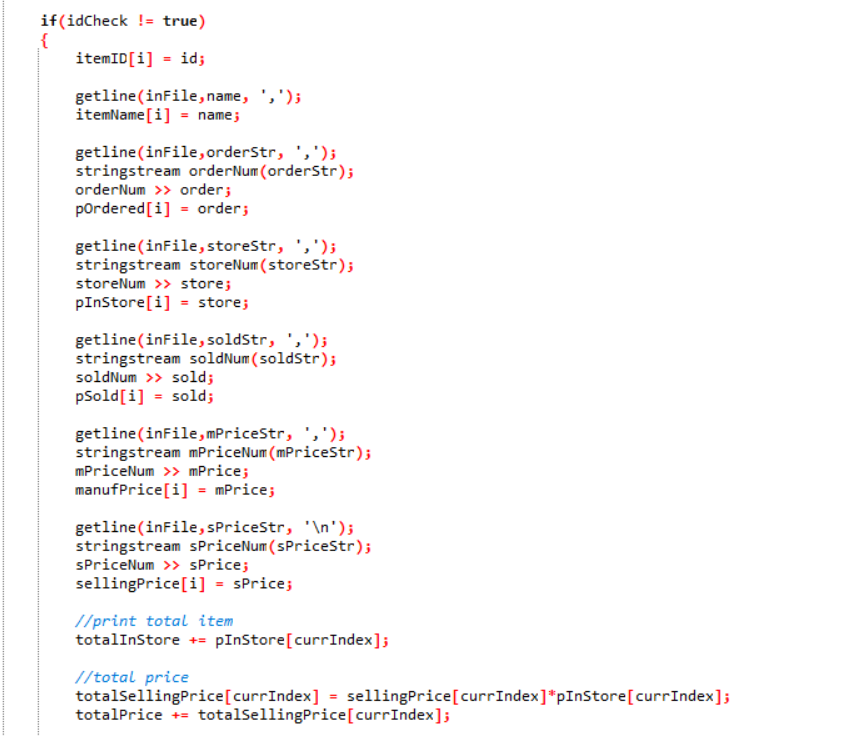 if(idCheck != true)
{
itemID[i] = id;
getline(inFile,name, ',');
itemName[i] = name;
getline(inFile,orderStr, ',');
stringstream orderNum(orderStr);
orderNum >> order;
pOrdered[i] = order;
getline(inFile,storeStr, ',');
stringstream storeNum(storeStr);
storeNum >> store;
pInStore[i] = store;
getline(inFile,soldStr, ',');
stringstream soldNum(soldStr);
soldNum >> sold;
pSold[i] = sold;
getline(inFile,mPriceStr, ',');
stringstream mPriceNum(mPriceStr);
mPriceNum >> mPrice;
manufPrice[i] = mPrice;
getline(inFile,sPriceStr, '\n');
stringstream sPriceNum(sPriceStr);
sPriceNum >> sPrice;
sellingPrice[i] = sPrice;
//print total item
totalInStore += pInStore[currIndex];
//total price
totalSellingPrice[currIndex] = sellingPrice[currIndex]*pInStore[currIndex];
totalPrice += totalSellingPrice[currIndex];